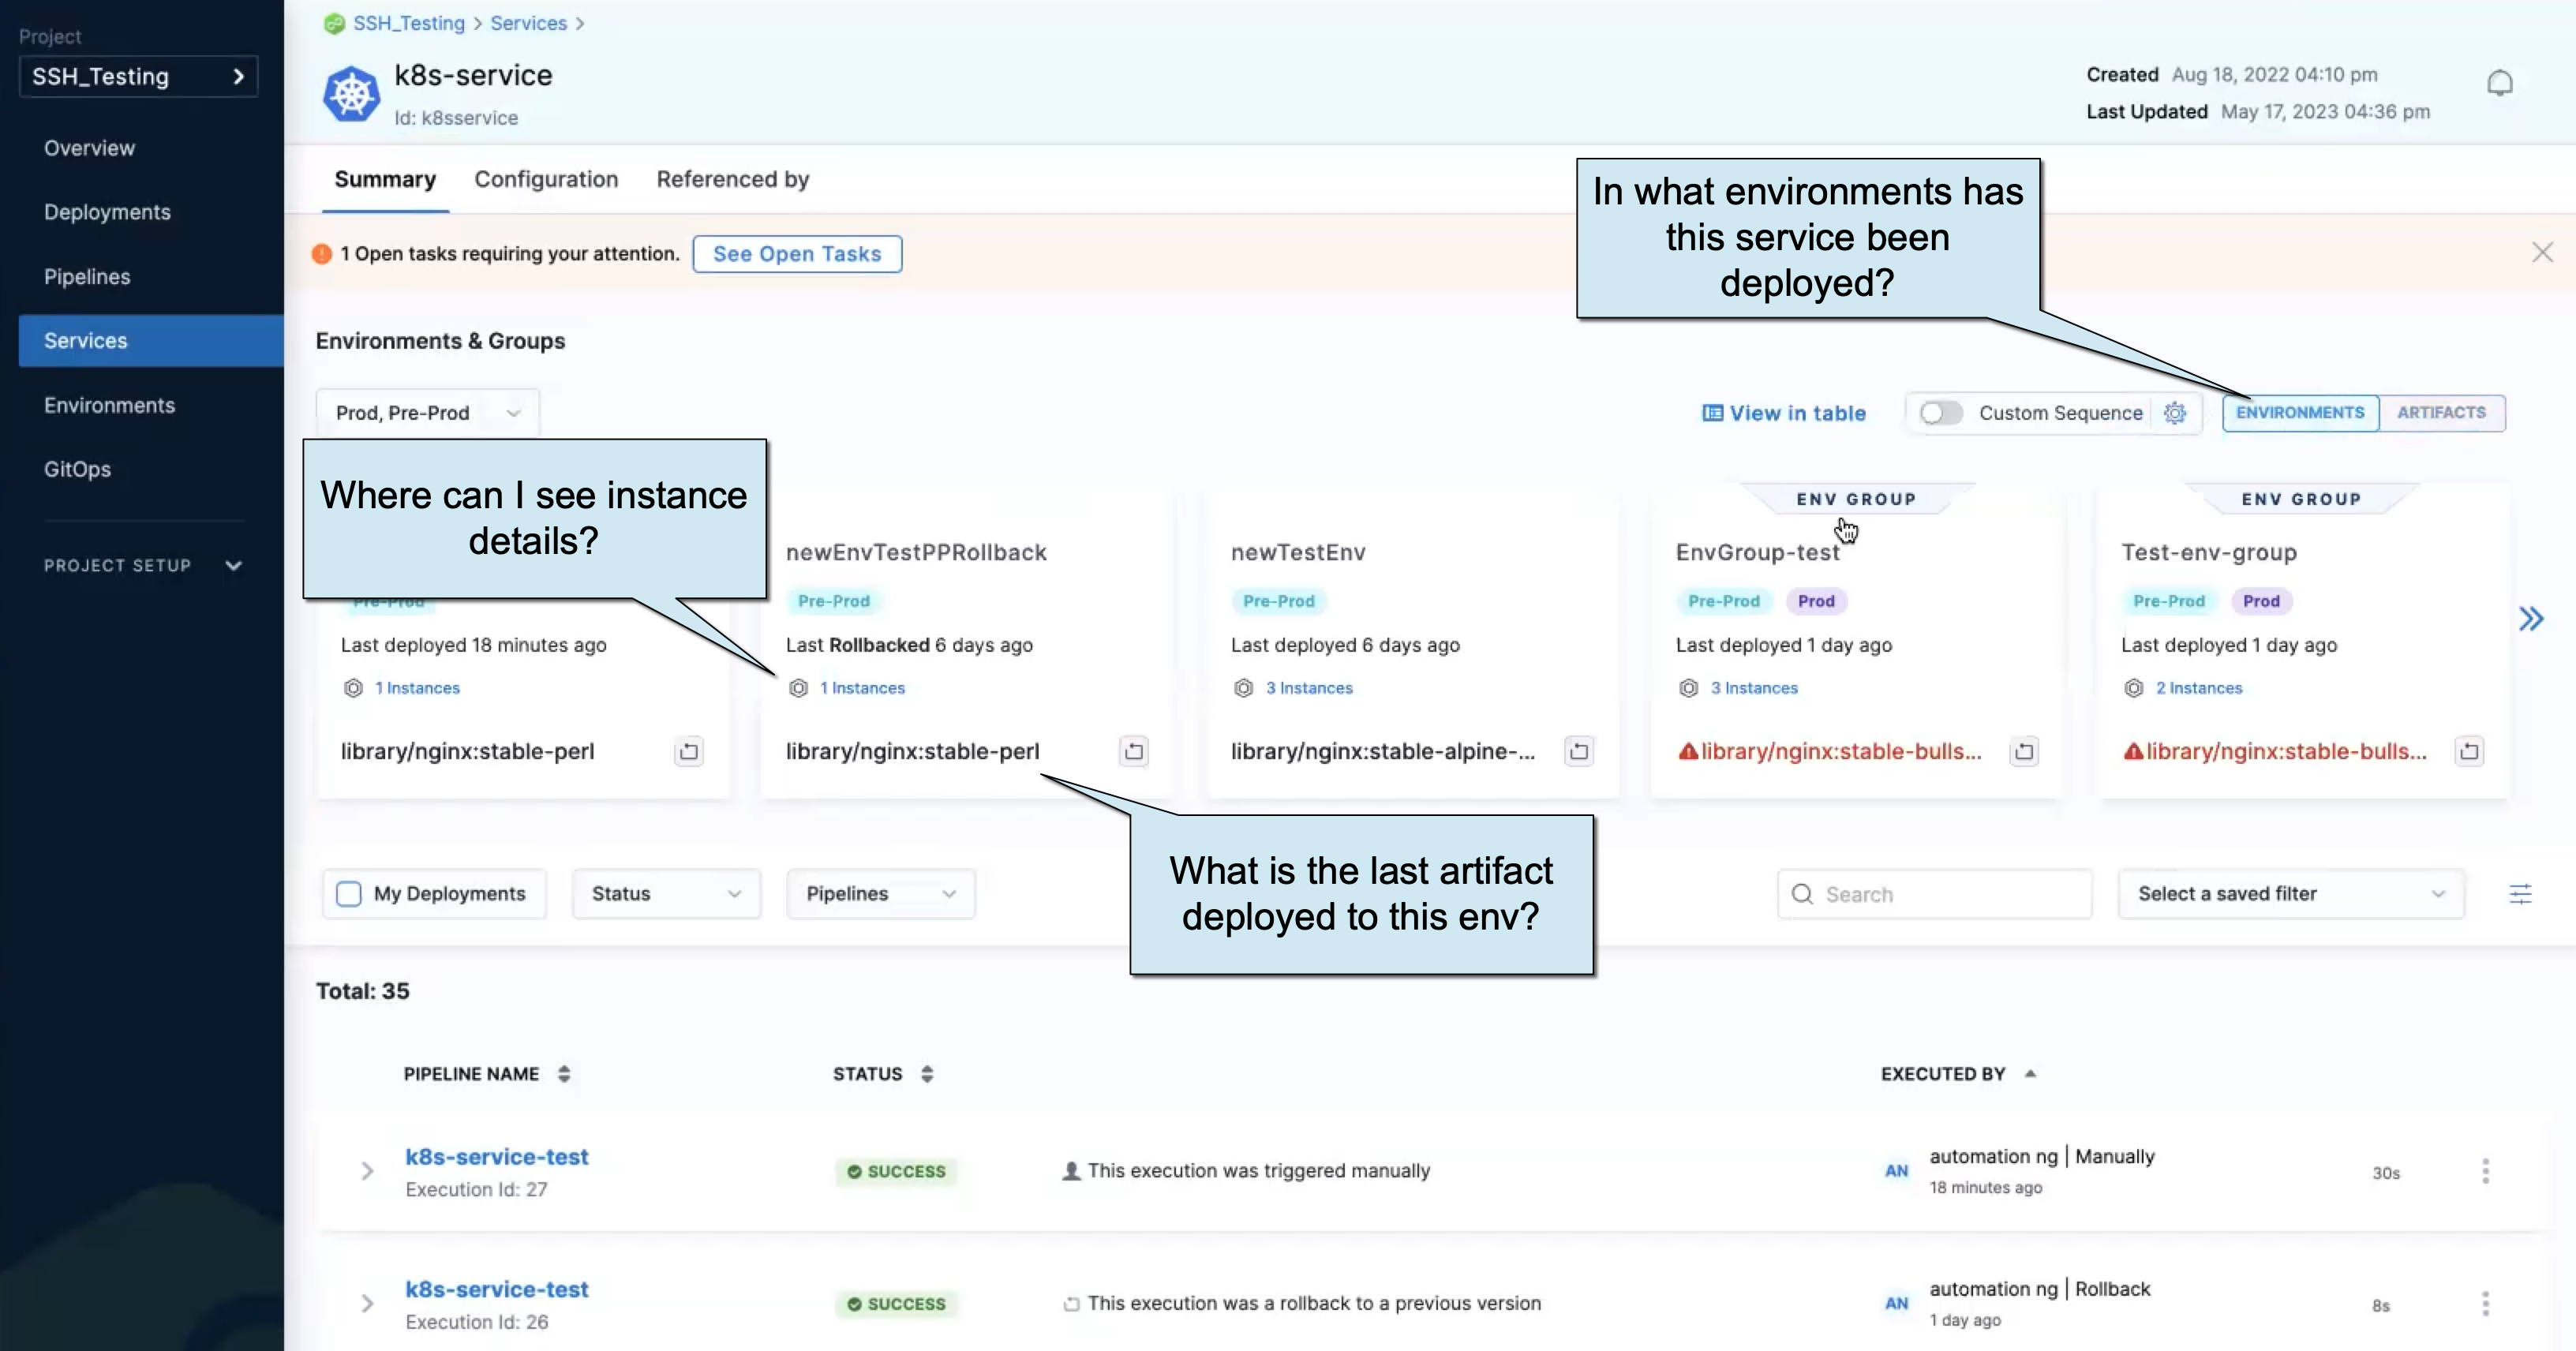 Project
SSH_Testing
Overview
Deployments
Pipelines
Services
Environments
GitOps
PROJECT SETUP
SSH_Testing > Services >
k8s-service
Id: k8sservice
Created Aug 18, 2022 04:10 pm
Last Updated May 17, 2023 04:36 pm
Summary Configuration Referenced by
1 Open tasks requiring your attention. See Open Tasks
In what environments has
this service been
deployed?
Environments & Groups
Prod, Pre-Prod
View in table
Custom Sequence
ENVIRONMENTS ARTIFACTS
Where can I see instance
details?
Pre-Prod
Last deployed 18 minutes ago
1 Instances
library/nginx:stable-perl
newEnvTestPPRollback
Pre-Prod
Last Rollbacked 6 days ago
1 Instances
library/nginx:stable-perl
newTestEnv
Pre-Prod
Last deployed 6 days ago
3 Instances
library/nginx:stable-alpine-...
ENV GROUP
EnvGroup-test
Pre-Prod Prod
Last deployed 1 day ago
3 Instances
library/nginx:stable-bulls...
ENV GROUP
Test-env-group
Pre-Prod Prod
Last deployed 1 day ago
2 Instances
library/nginx:stable-bulls...
What is the last artifact
deployed to this env?
My Deployments Status Pipelines
Search
Select a saved filter
Total: 35
PIPELINE NAME STATUS EXECUTED BY
k8s-service-test
Execution Id: 27
SUCCESS
This execution was triggered manually
AN
automation ng | Manually
18 minutes ago
30s
k8s-service-test
Execution Id: 26
SUCCESS
This execution was a rollback to a previous version
AN
automation ng | Rollback
1 day ago
8s